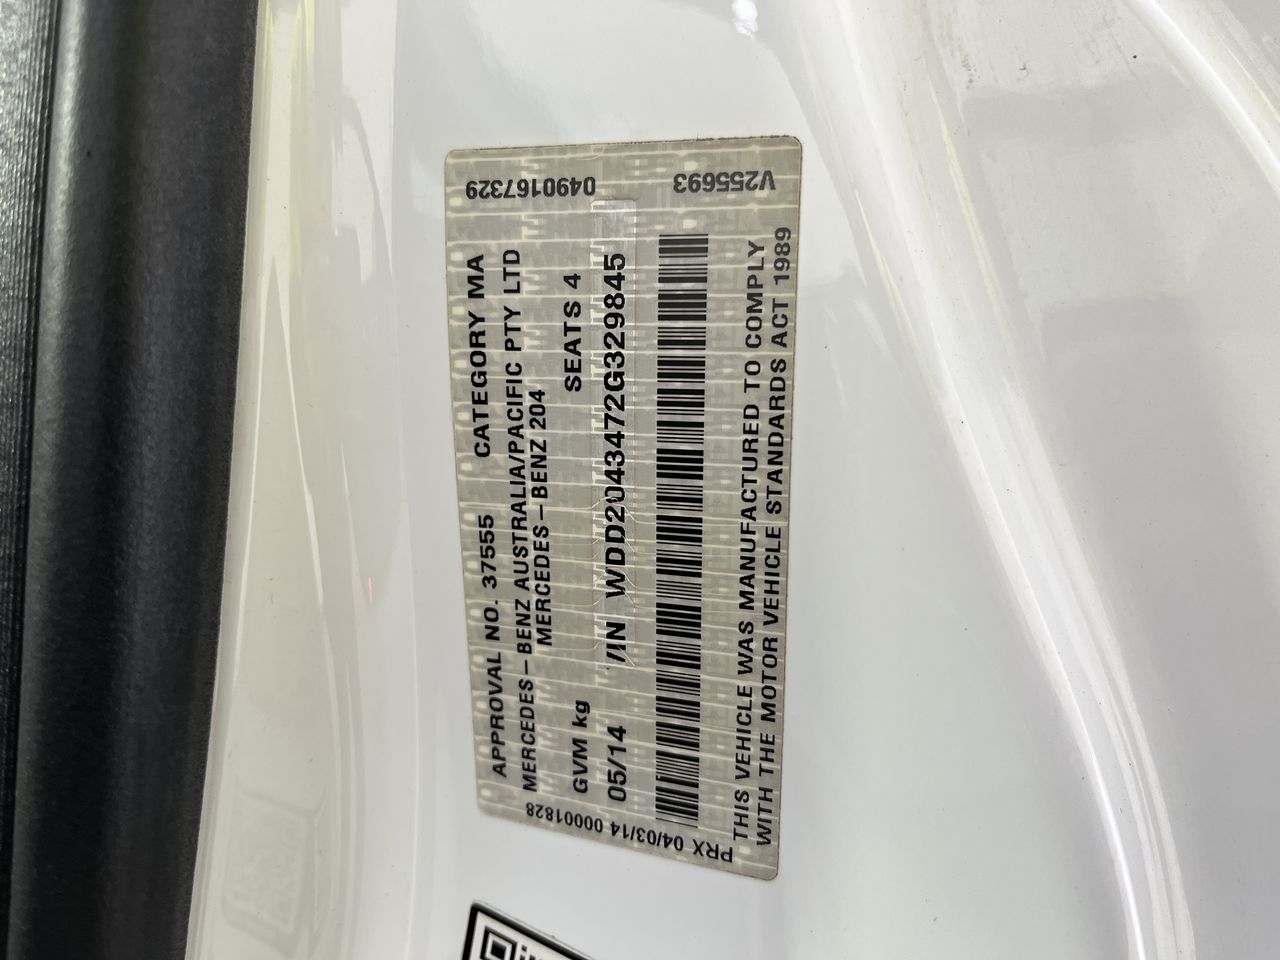 APPROVAL NO. 37555 CATEGORY MA
MERCEDES-BENZ AUSTRALIA/PACIFIC PTY LTD
MERCEDES-BENZ 204
GVM kg SEATS 4
05/14 VIN WDD2043472G329845
THIS VEHICLE WAS MANUFACTURED TO COMPLY
WITH THE MOTOR VEHICLE STANDARDS ACT 1989
0490167329
V255693
PRX 04/03/14 00001828